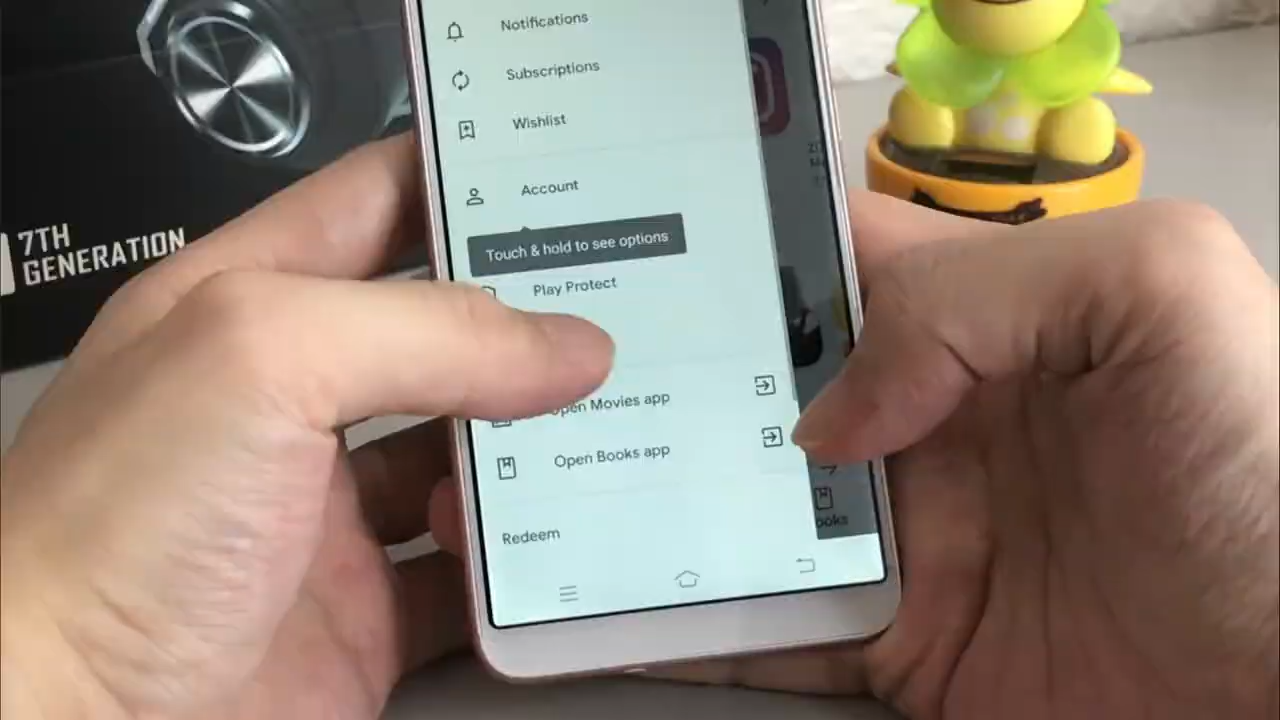 Notifications
Subscriptions
Wishlist
Account
Touch & hold to see options
Play Protect
Open Movies app
Open Books app
Redeem
7TH
GENERATION